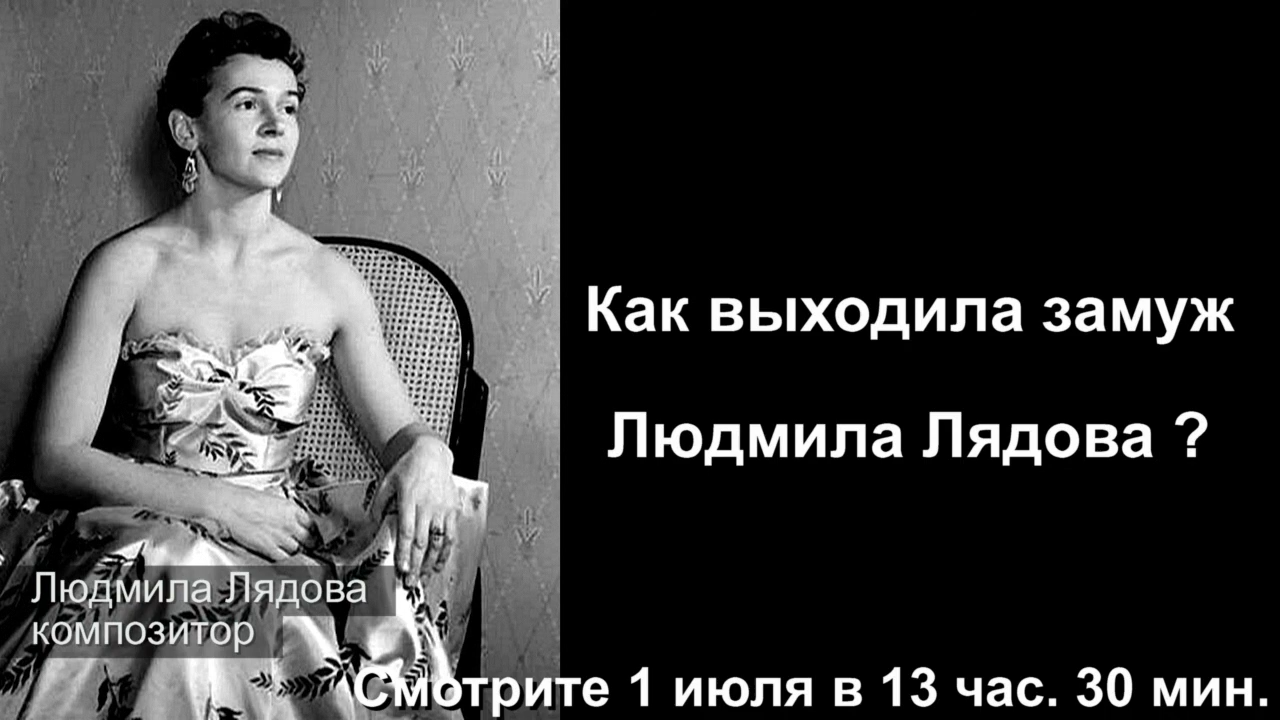 Как выходила замуж
Людмила Лядова ?
Людмила Лядова
композитор
Смотрите 1 июля в 13 час. 30 мин.